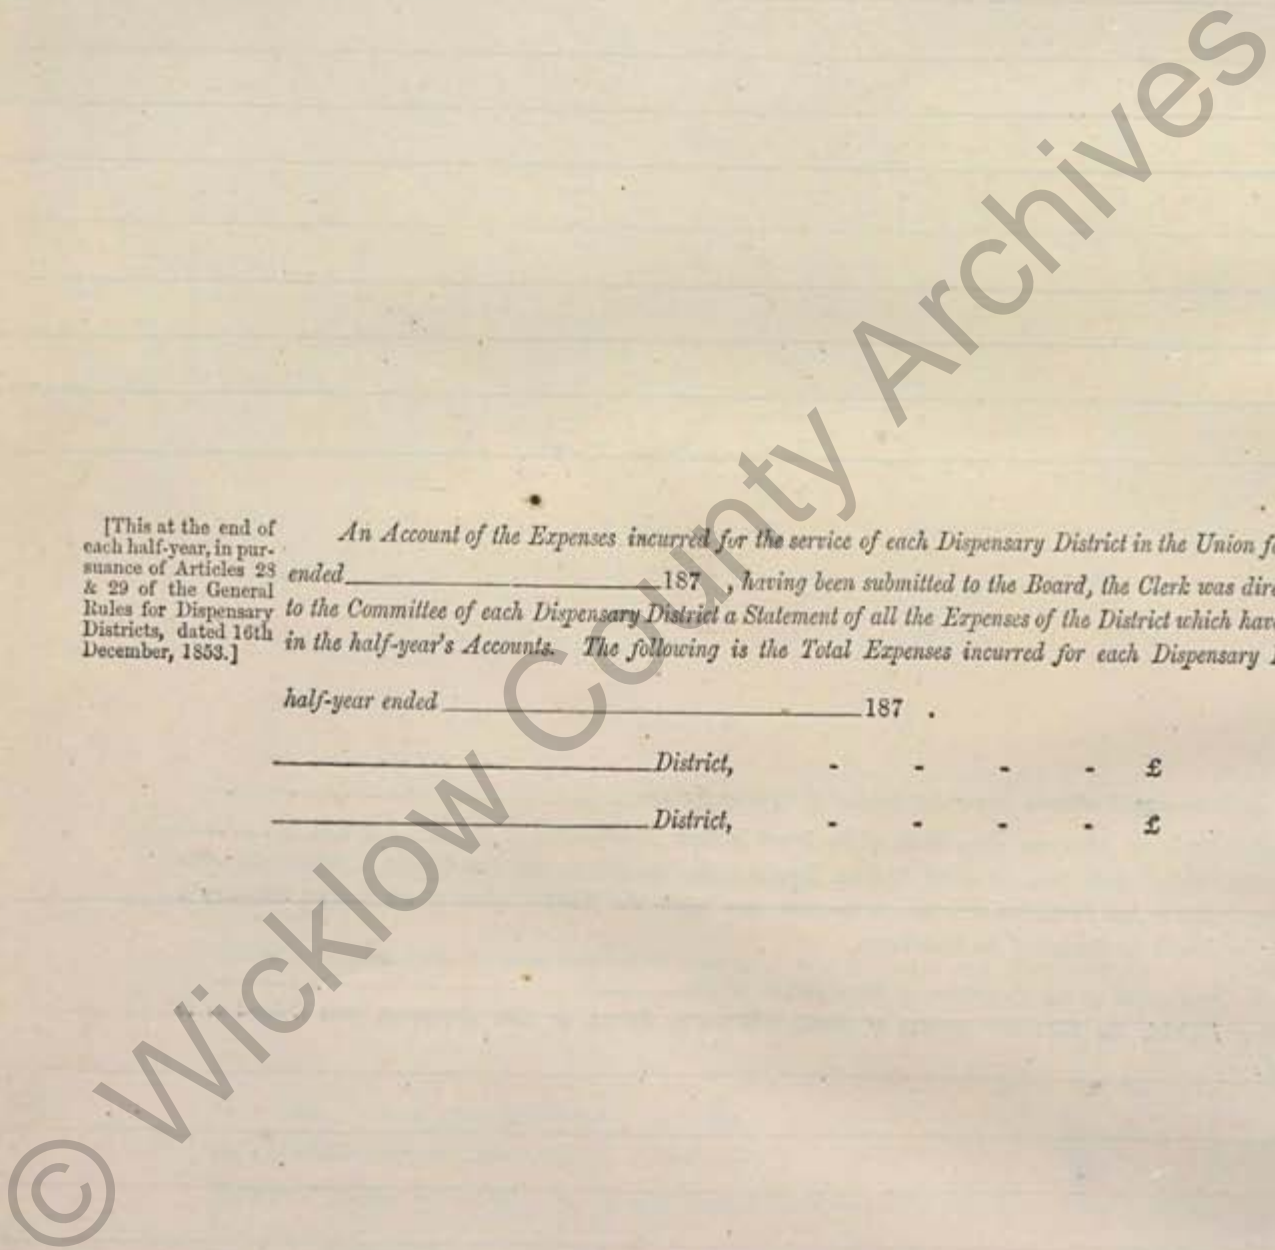 [This at the end of
each half-year, in pur-
suance of Articles 28
& 29 of the General
Rules for Dispensary
Districts, dated 16th
December, 1853.]
An Account of the Expenses incurred for the service of each Dispensary District in the Union f
ended 187 , having been submitted to the Board, the Clerk was dire
to the Committee of each Dispensary District a Statement of all the Expenses of the District which hav
in the half-year's Accounts. The following is the Total Expenses incurred for each Dispensary
half-year ended 187 .
District, - - - - £
District, - - - - £
© Wicklow County Archives